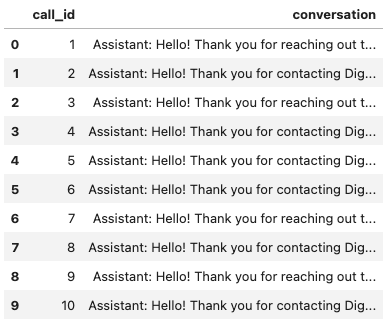 call_id conversation
0 1 Assistant: Hello! Thank you for reaching out t...
1 2 Assistant: Hello! Thank you for contacting Dig...
2 3 Assistant: Hello! Thank you for reaching out t...
3 4 Assistant: Hello! Thank you for contacting Dig...
4 5 Assistant: Hello! Thank you for contacting Dig...
5 6 Assistant: Hello! Thank you for contacting Dig...
6 7 Assistant: Hello! Thank you for reaching out t...
7 8 Assistant: Hello! Thank you for contacting Dig...
8 9 Assistant: Hello! Thank you for reaching out t...
9 10 Assistant: Hello! Thank you for contacting Dig...